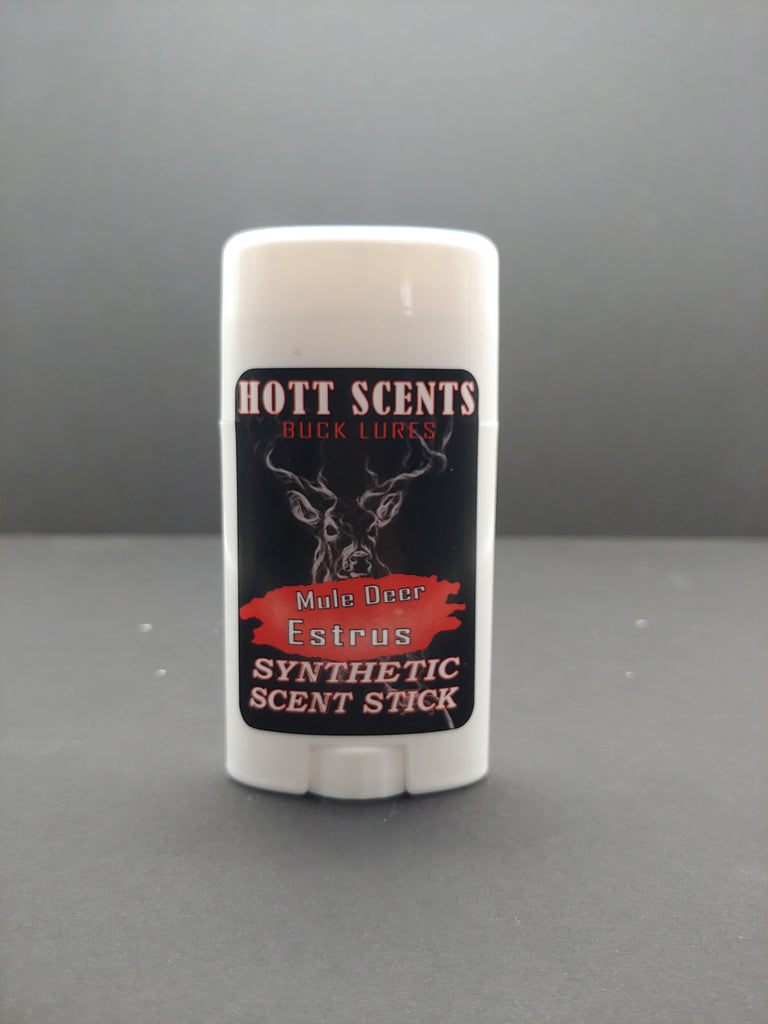 HOTT SCENTS
BUCK LURES
Mule Deer
Estrus
SYNTHETIC
SCENT STICK